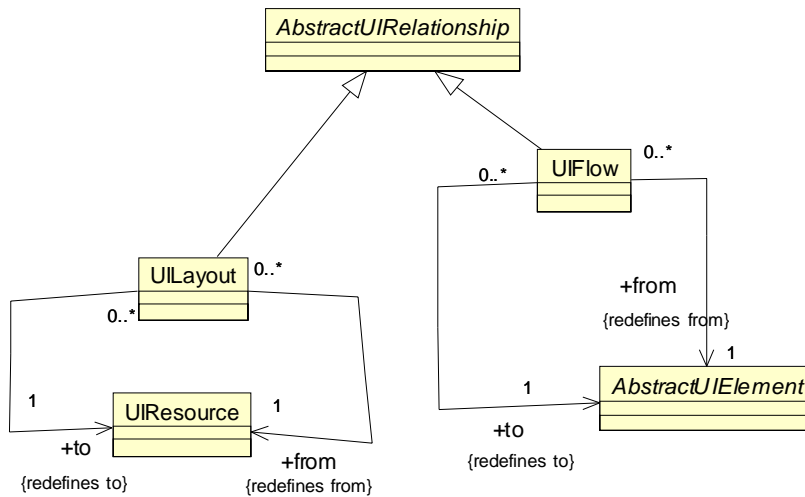 AbstractUIRelationship
UIFlow
0..*
0..*
UILayout
0..*
0..*
+from
{redefines from}
1
AbstractUIElement
1
+to
{redefines to}
1
UIResource
1
+to
{redefines to}
+from
{redefines from}